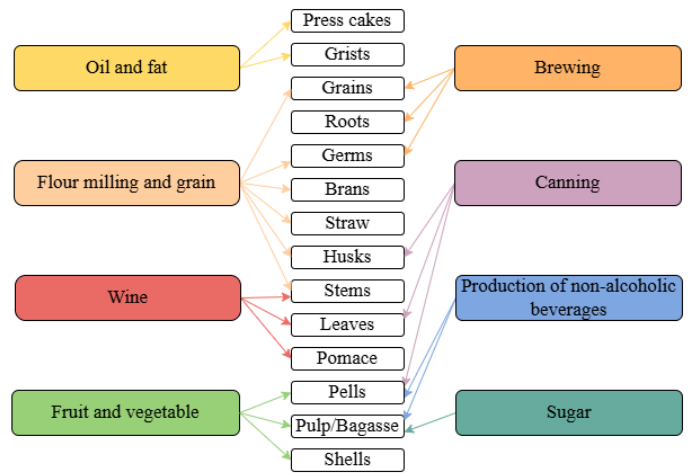 Press cakes
Oil and fat
Grists
Brewing
Grains
Roots
Germs
Flour milling and grain
Brans
Canning
Straw
Husks
Wine
Stems
Production of non-alcoholic
beverages
Leaves
Pomace
Pells
Fruit and vegetable
Pulp/Bagasse
Sugar
Shells